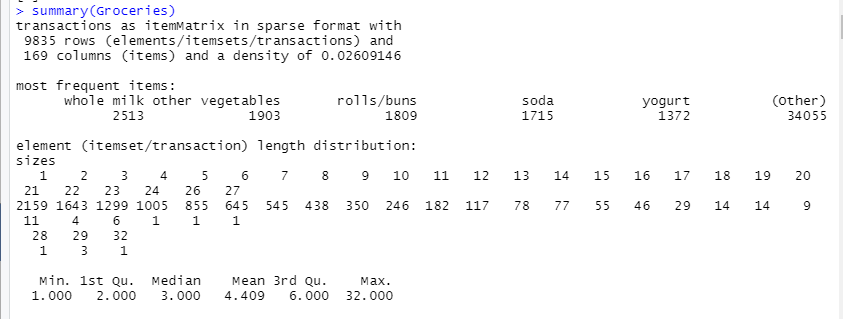 > summary(Groceries)
transactions as itemMatrix in sparse format with
 9835 rows (elements/itemsets/transactions) and
 169 columns (items) and a density of 0.02609146

most frequent items:
      whole milk other vegetables       rolls/buns             soda           yogurt          (Other)
            2513             1903             1809             1715             1372            34055

element (itemset/transaction) length distribution:
sizes
   1    2    3    4    5    6    7    8    9   10   11   12   13   14   15   16   17   18   19   20
  21   22   23   24   26   27
2159 1643 1299 1005  855  645  545  438  350  246  182  117   78   77   55   46   29   14   14    9
  11    4    6    1    1    1
  28   29   32
   1    3    1

   Min. 1st Qu.  Median    Mean 3rd Qu.    Max.
  1.000   2.000   3.000   4.409   6.000  32.000